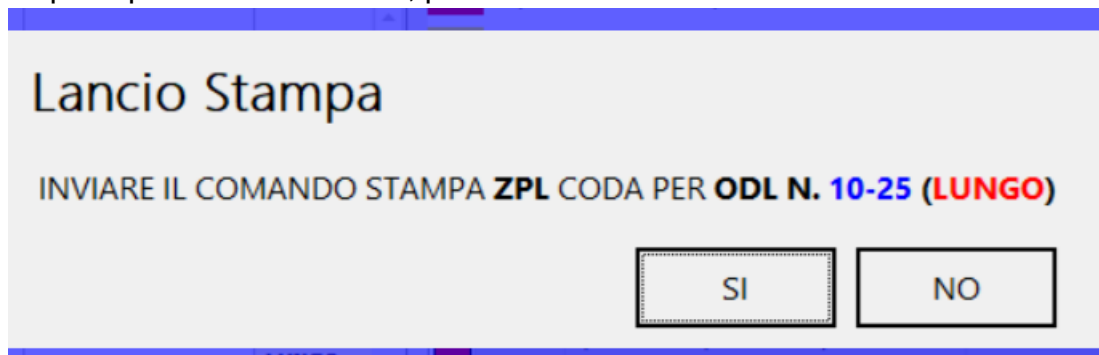 Lancio Stampa
INVIARE IL COMANDO STAMPA ZPL CODA PER ODL N. 10-25 (LUNGO)
SI
NO